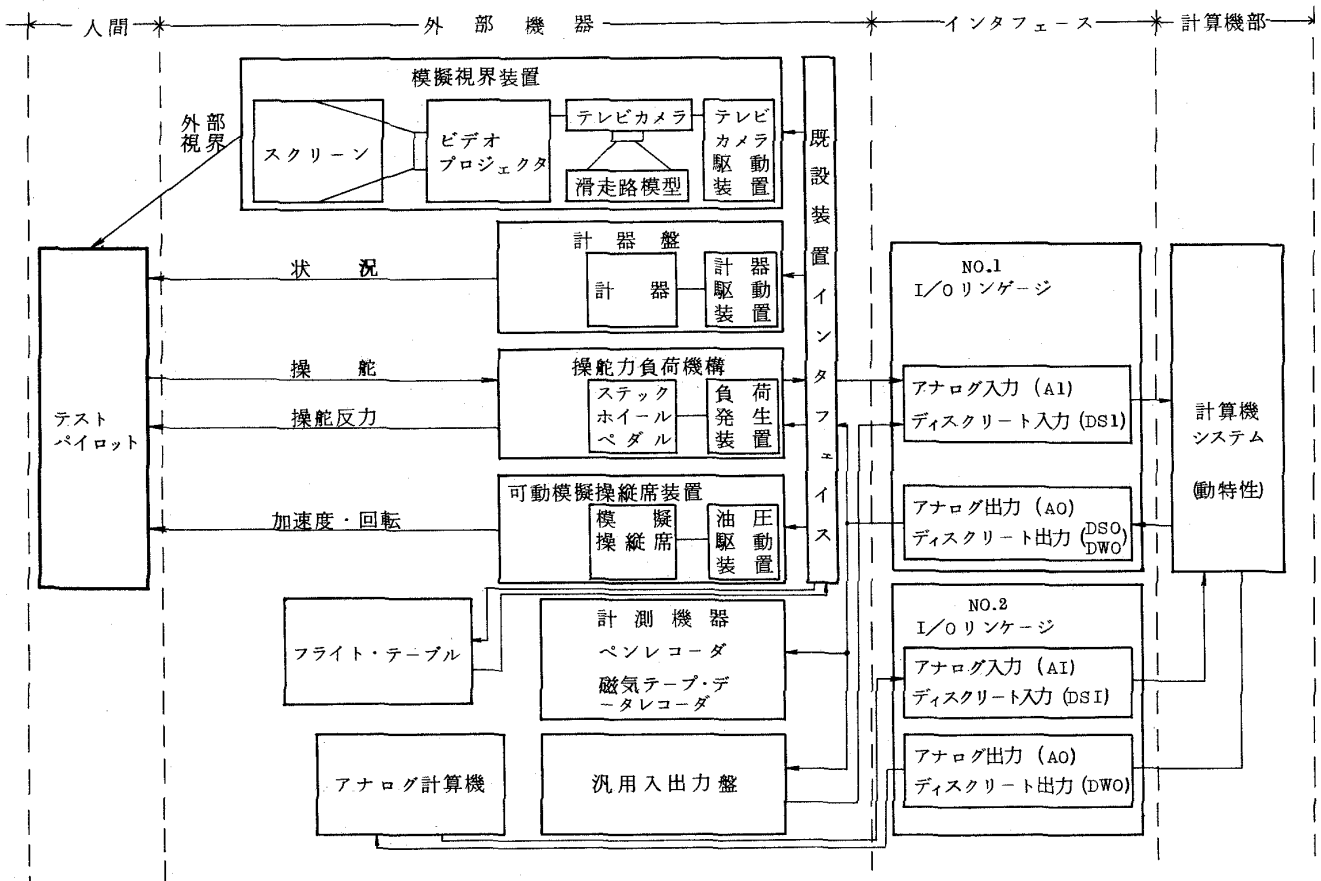 人間
外部機器
インタフェース
計算機部
模擬視界装置
外部
視界
スクリーン
ビデオ
プロジェクタ
テレビカメラ
滑走路模型
テレビ
カメラ
駆動
装置
既設装置インタフェイス
計器盤
状況
計器
計器
駆動
装置
NO.1
I/Oリンゲージ
操舵力負荷機構
操舵
ステック
ホイール
ペダル
負荷
発生
装置
操舵反力
テスト
パイロット
アナログ入力 (A1)
ディスクリート入力 (DS1)
計算機
システム
(動特性)
可動模擬操縦席装置
加速度・回転
模擬
操縦席
油圧
駆動
装置
アナログ出力 (AO)
ディスクリート出力 (DSO
DWO)
フライト・テーブル
計測機器
ペンレコーダ
磁気テープ・デ
ータレコーダ
NO.2
I/Oリンゲージ
アナログ入力 (AI)
ディスクリート入力 (DSI)
アナログ計算機
汎用入出力盤
アナログ出力 (AO)
ディスクリート出力 (DWO)